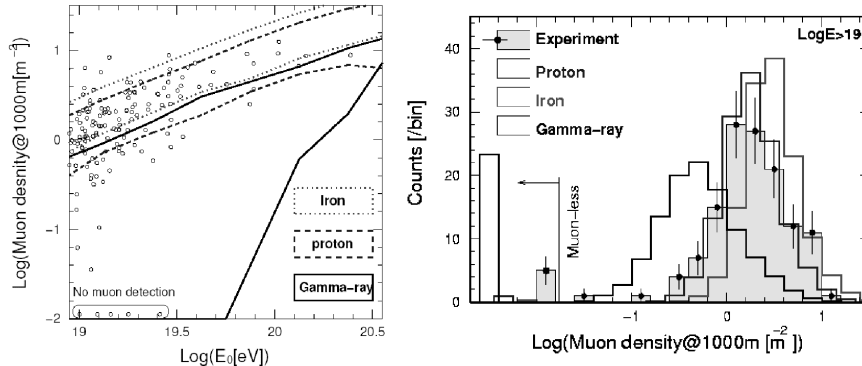 Log(Muon desnity@1000m[m⁻²])
1
0
-1
-2
No muon detection
Iron
proton
Gamma-ray
19
19.5
20
20.5
Log(E₀[eV])
Counts [/bin]
40
30
20
10
0
Experiment
Proton
Iron
Gamma-ray
LogE>19
Muon-less
-1
0
1
Log(Muon density@1000m [m⁻²])